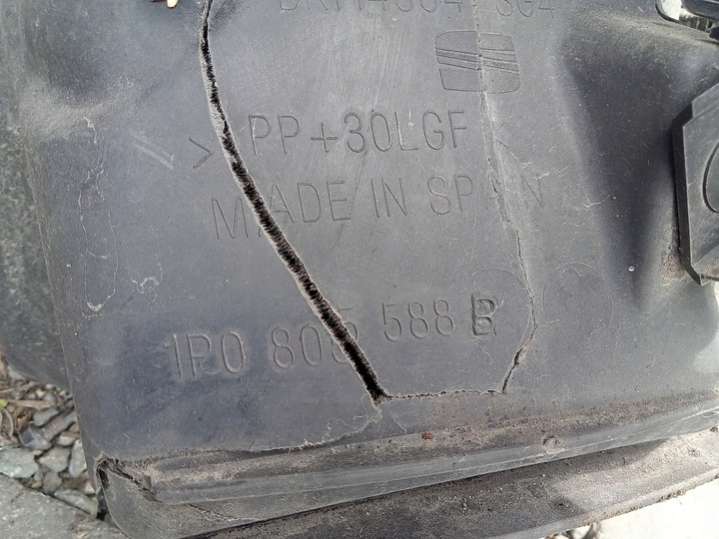 > PP+30LGF
MADE IN SPAIN
1P0 805 588 B